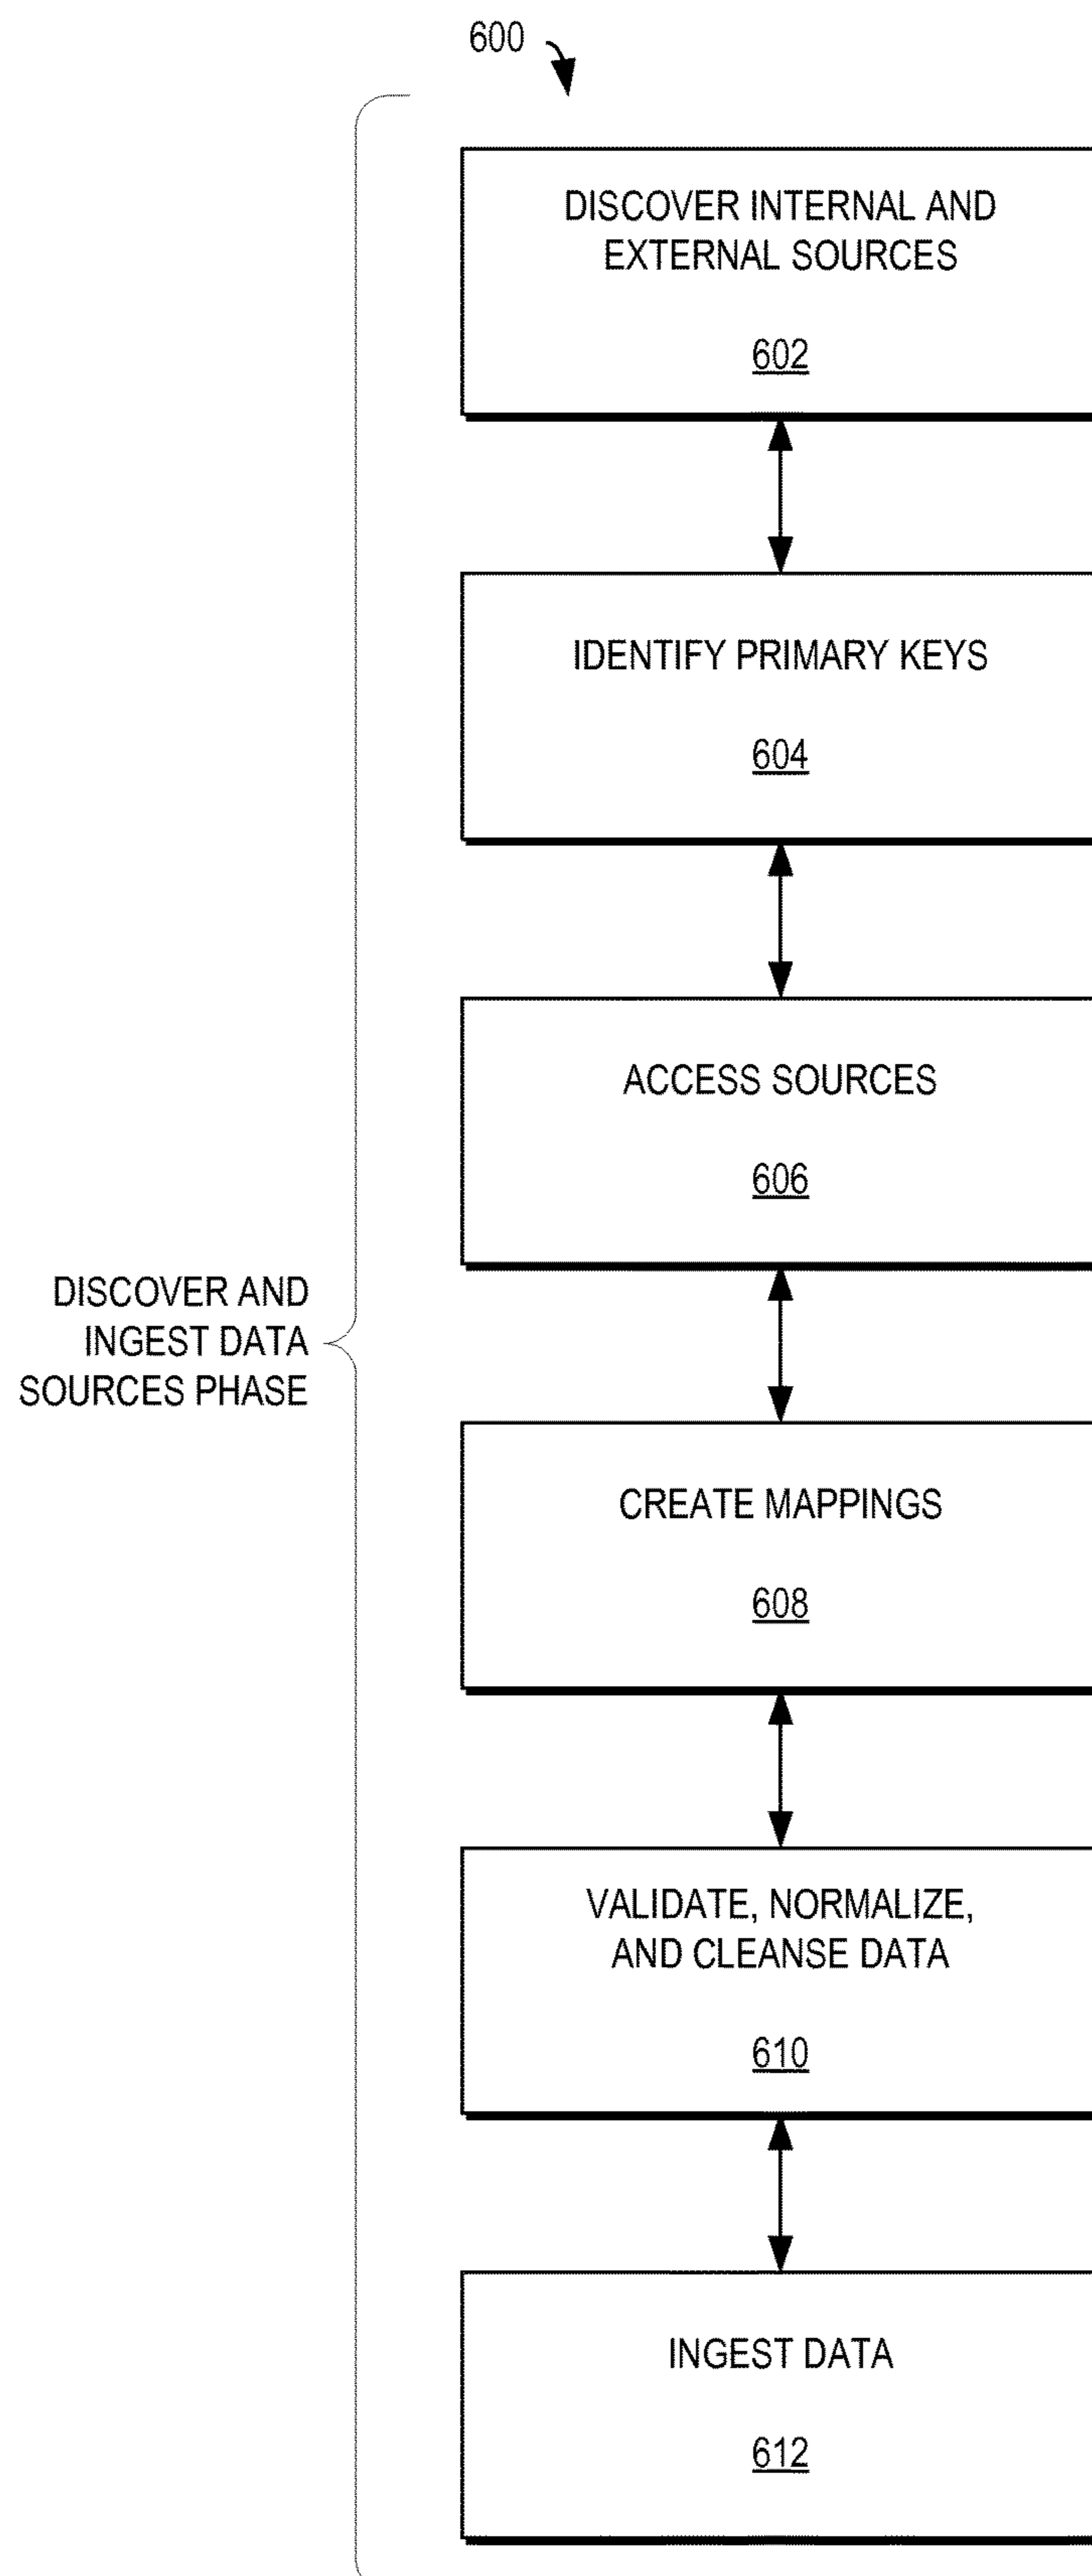 600
DISCOVER INTERNAL AND
EXTERNAL SOURCES
602
IDENTIFY PRIMARY KEYS
604
ACCESS SOURCES
606
DISCOVER AND
INGEST DATA
SOURCES PHASE
CREATE MAPPINGS
608
VALIDATE, NORMALIZE,
AND CLEANSE DATA
610
INGEST DATA
612